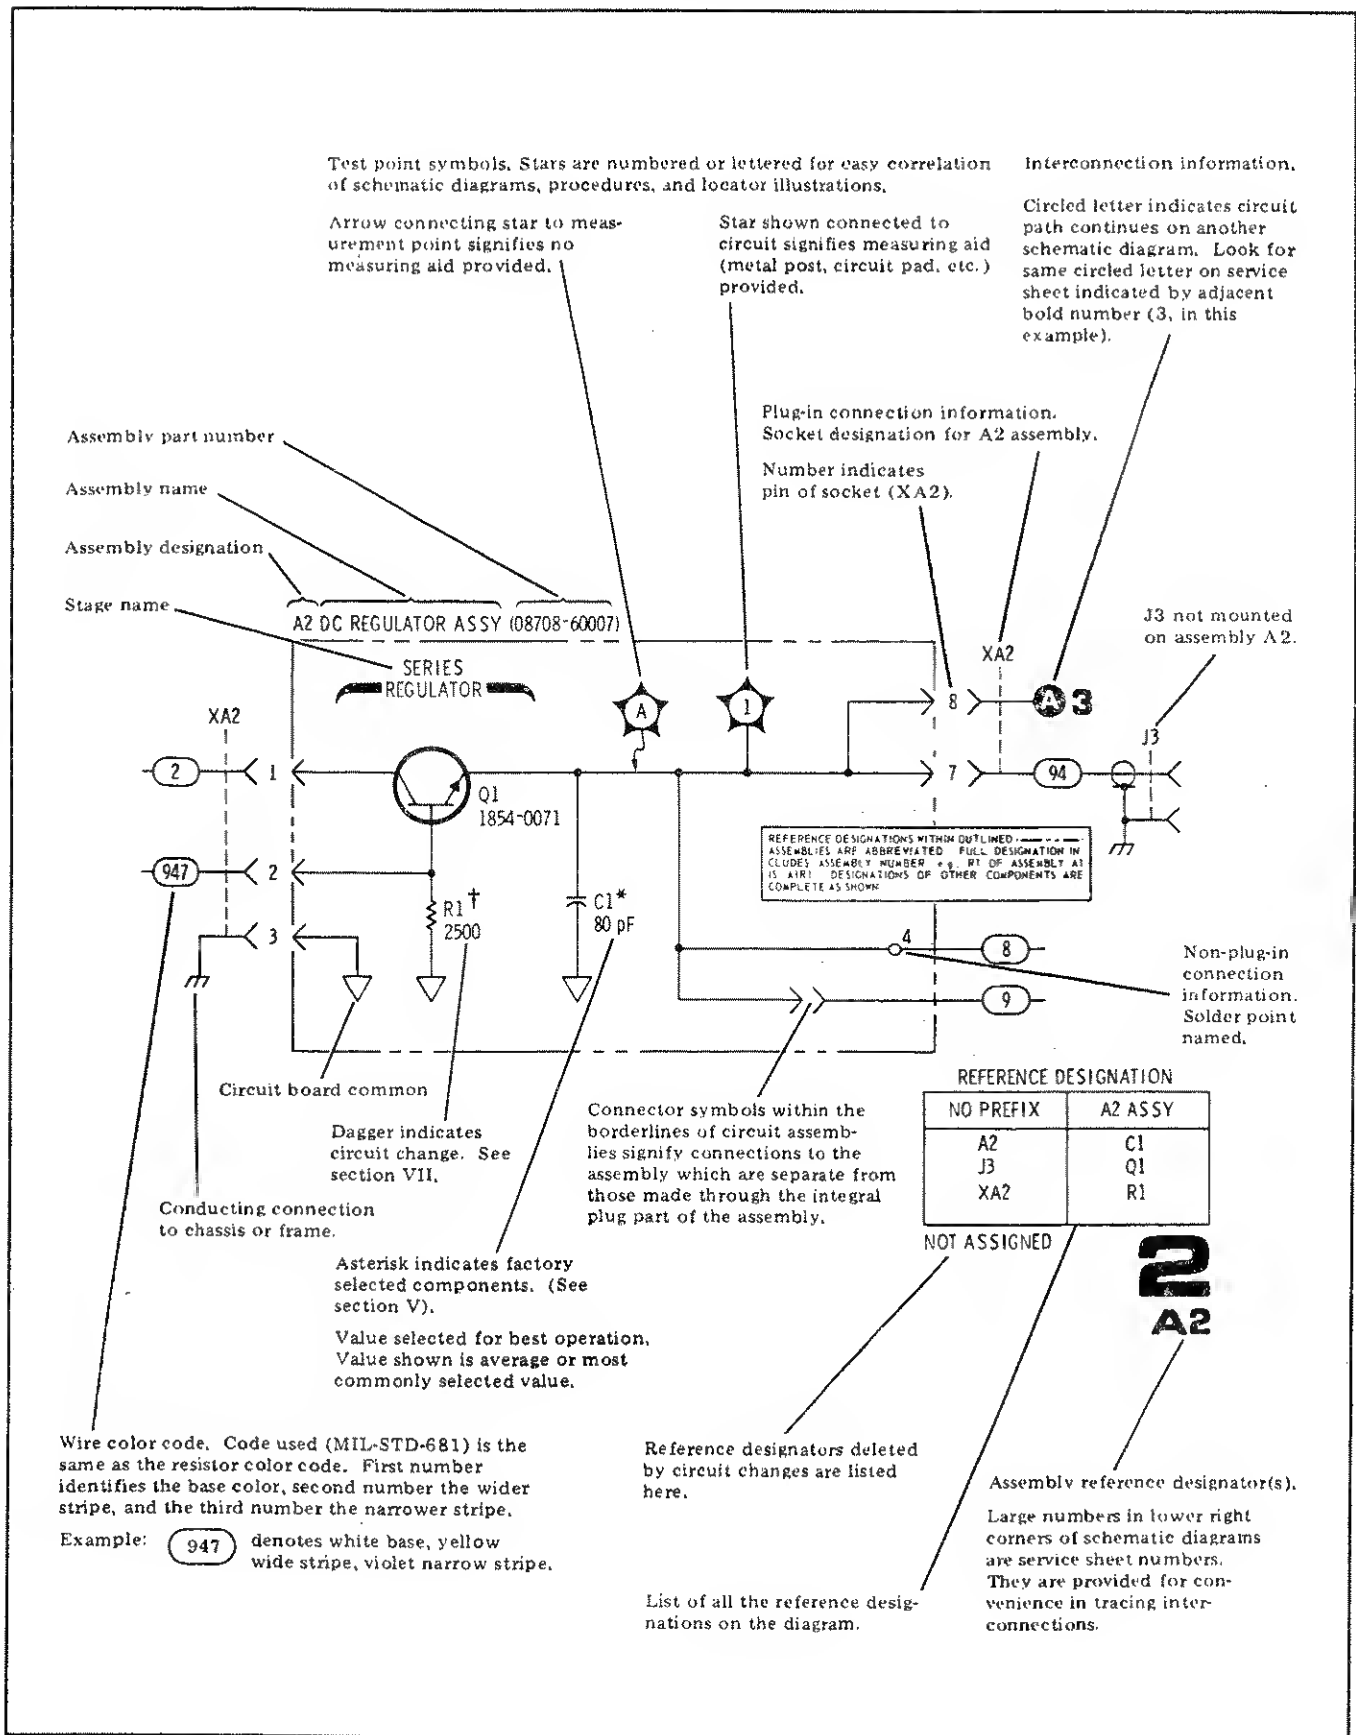 Test point symbols. Stars are numbered or lettered for easy correlation
of schematic diagrams, procedures, and locator illustrations.
Arrow connecting star to meas-
urement point signifies no
measuring aid provided.
Star shown connected to
circuit signifies measuring aid
(metal post, circuit pad, etc.)
provided.
Interconnection information.
Circled letter indicates circuit
path continues on another
schematic diagram. Look for
same circled letter on service
sheet indicated by adjacent
bold number (3, in this
example).
Plug-in connection information.
Socket designation for A2 assembly.
Number indicates
pin of socket (XA2).
Assembly part number
Assembly name
Assembly designation
Stage name
A2 DC REGULATOR ASSY (08708-60007)
J3 not mounted
on assembly A2.
SERIES
REGULATOR
XA2
A
1
8
A 3
XA2
J3
2
1
7
94
Q1
1854-0071
REFERENCE DESIGNATIONS WITHIN OUTLINED
ASSEMBLIES ARE ABBREVIATED FULL DESIGNATION IN
CLUDES ASSEMBLY NUMBER e.g. R1 OF ASSEMBLY A1
IS A1R1 DESIGNATIONS OF OTHER COMPONENTS ARE
COMPLETE AS SHOWN
947
2
R1†
2500
C1*
80 pF
3
4
8
9
Non-plug-in
connection
information.
Solder point
named.
Circuit board common
Dagger indicates
circuit change. See
section VII.
Conducting connection
to chassis or frame.
Connector symbols within the
borderlines of circuit assemb-
lies signify connections to the
assembly which are separate from
those made through the integral
plug part of the assembly.
REFERENCE DESIGNATION
NO PREFIX A2 ASSY
A2 C1
J3 Q1
XA2 R1
NOT ASSIGNED
2
A2
Asterisk indicates factory
selected components. (See
section V).
Value selected for best operation.
Value shown is average or most
commonly selected value.
Wire color code. Code used (MIL-STD-681) is the
same as the resistor color code. First number
identifies the base color, second number the wider
stripe, and the third number the narrower stripe.
Example: 947 denotes white base, yellow
wide stripe, violet narrow stripe.
Reference designators deleted
by circuit changes are listed
here.
List of all the reference desig-
nations on the diagram.
Assembly reference designator(s).
Large numbers in lower right
corners of schematic diagrams
are service sheet numbers.
They are provided for con-
venience in tracing inter-
connections.